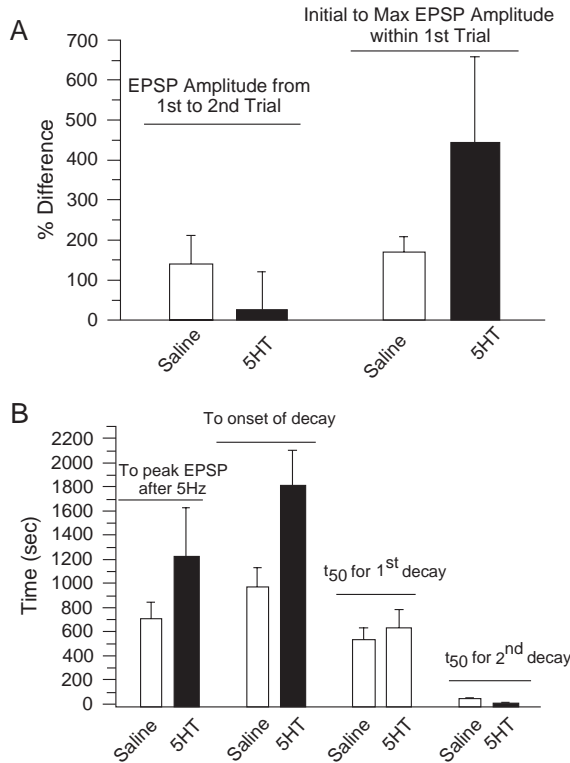 A
Initial to Max EPSP Amplitude
within 1st Trial
EPSP Amplitude from
1st to 2nd Trial
% Difference
700
600
500
400
300
200
100
0
Saline
5HT
Saline
5HT
B
To onset of decay
To peak EPSP
after 5Hz
t50 for 1st decay
t50 for 2nd decay
Time (sec)
2200
2000
1800
1600
1400
1200
1000
800
600
400
200
0
Saline
5HT
Saline
5HT
Saline
5HT
Saline
5HT